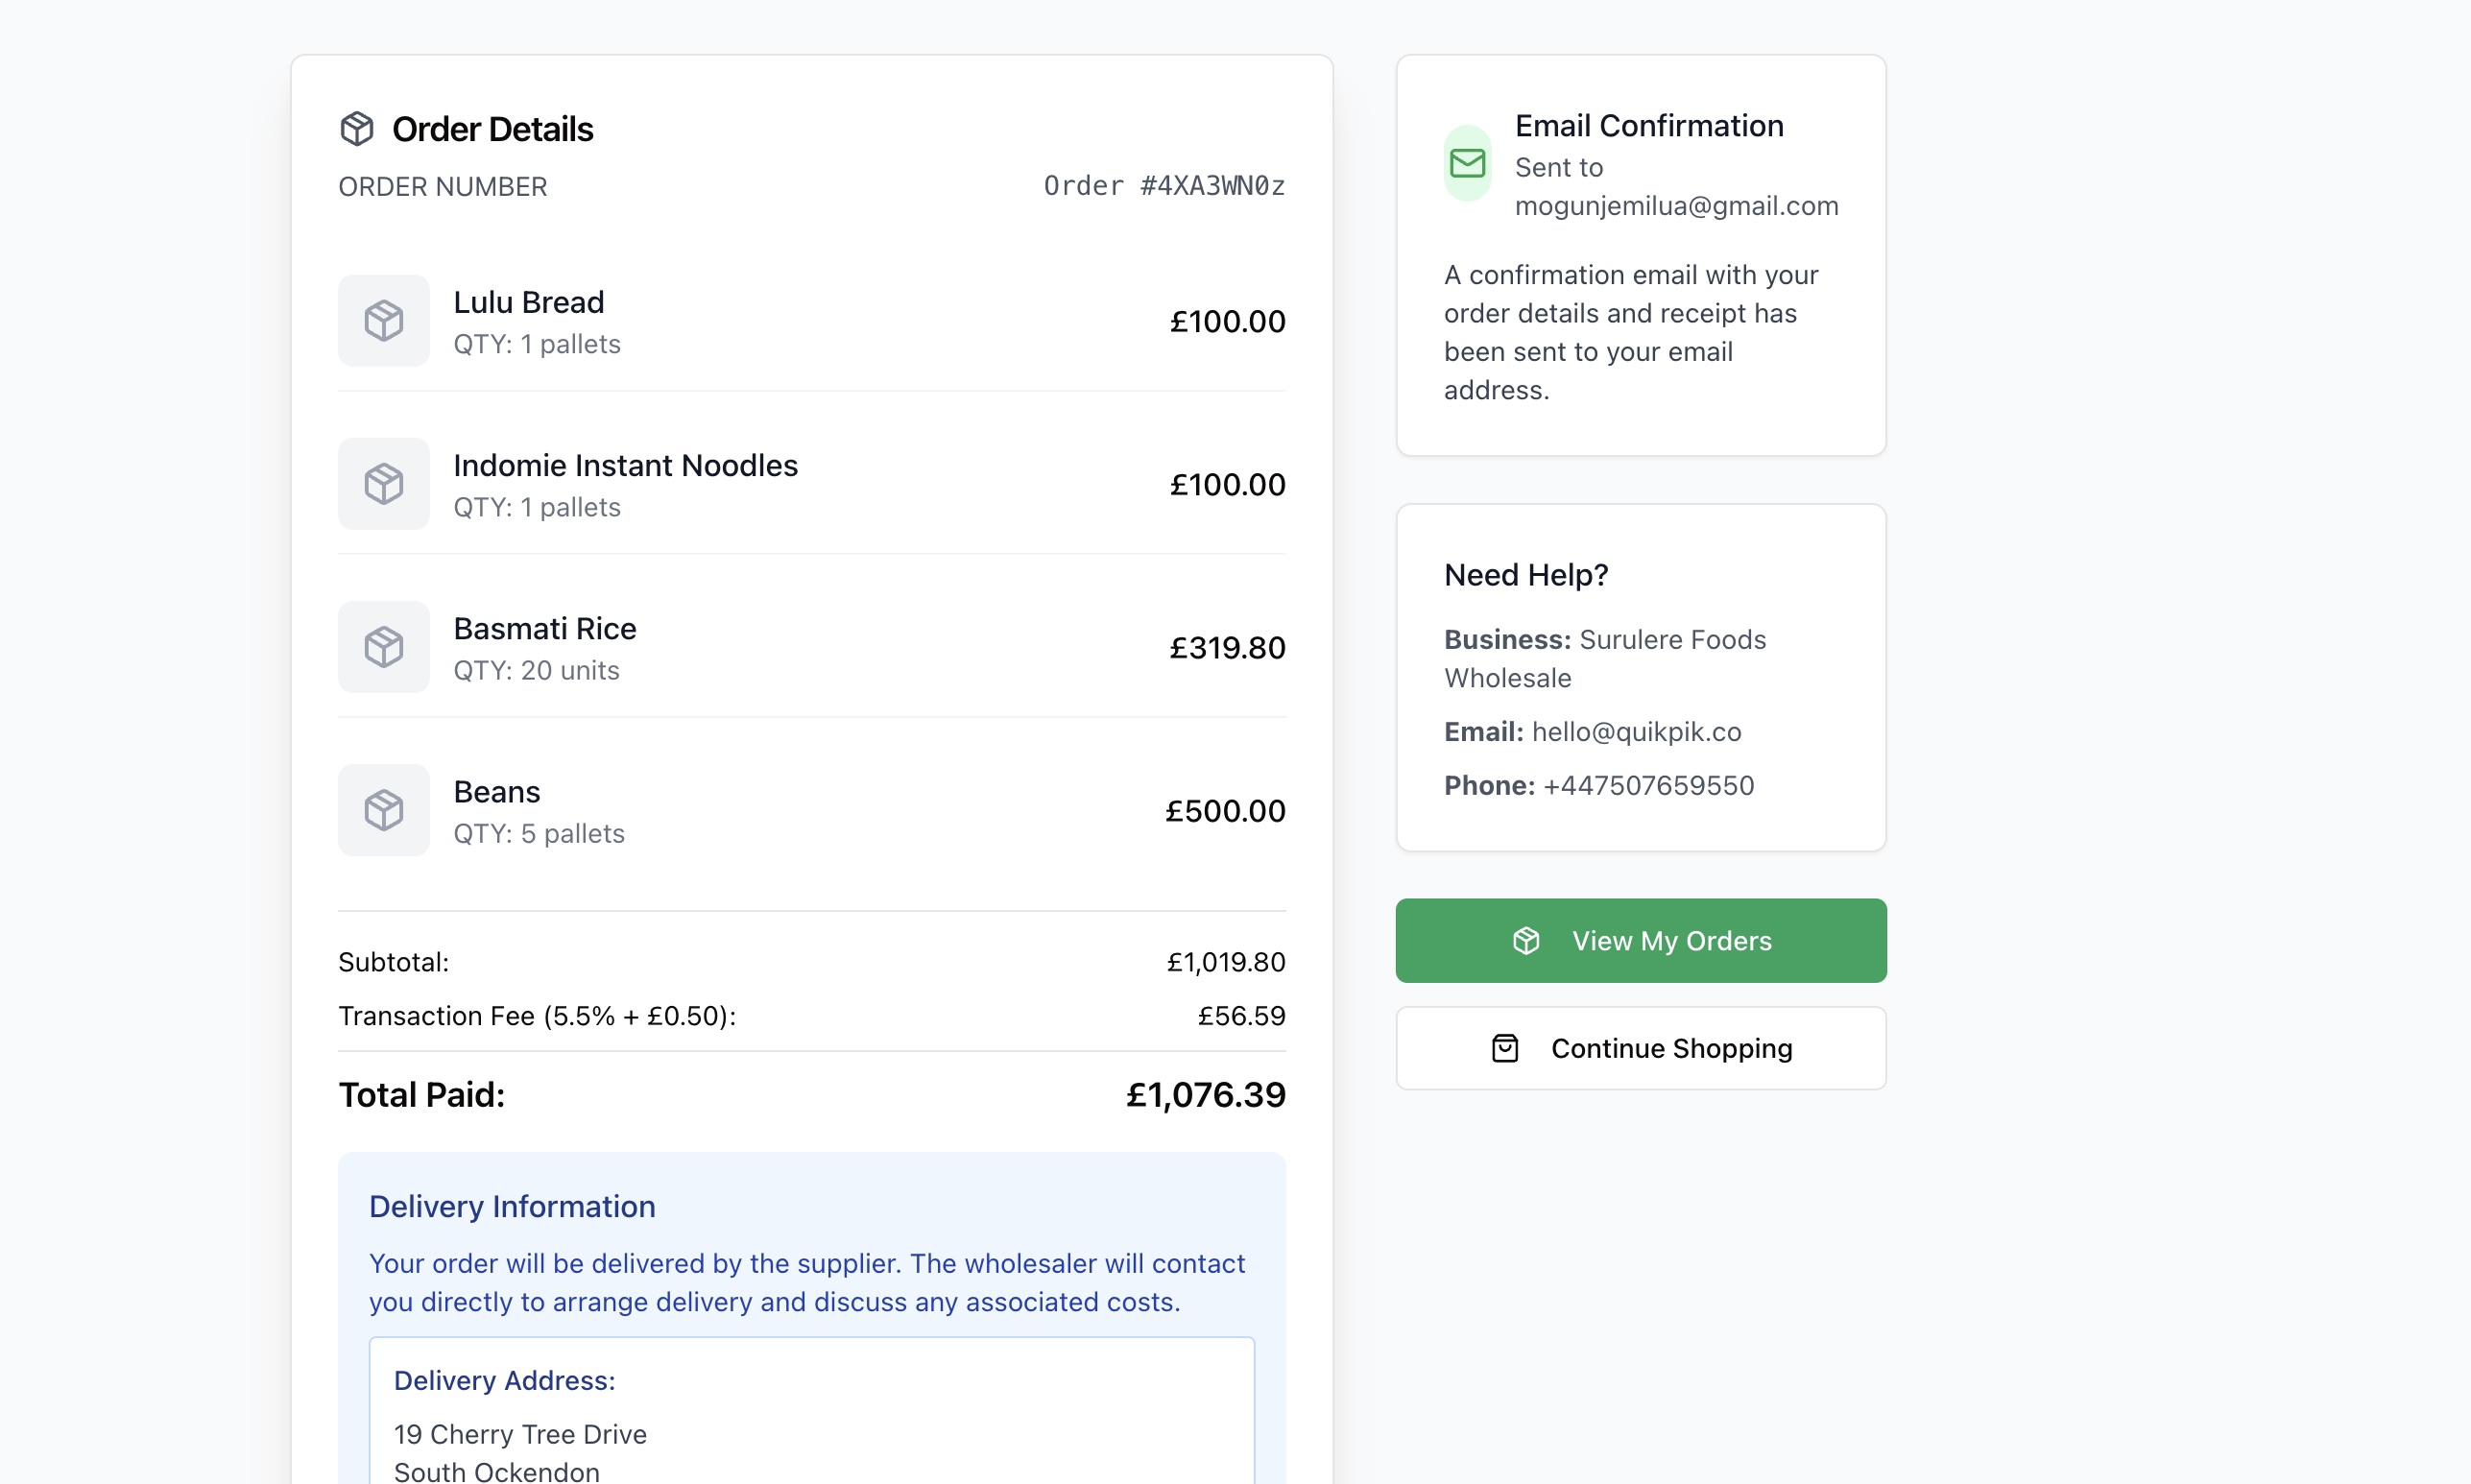 Order Details
ORDER NUMBER
Order #4XA3WN0z
Lulu Bread
QTY: 1 pallets
£100.00
Indomie Instant Noodles
QTY: 1 pallets
£100.00
Basmati Rice
QTY: 20 units
£319.80
Beans
QTY: 5 pallets
£500.00
Subtotal:
£1,019.80
Transaction Fee (5.5% + £0.50):
£56.59
Total Paid:
£1,076.39
Delivery Information
Your order will be delivered by the supplier. The wholesaler will contact
you directly to arrange delivery and discuss any associated costs.
Delivery Address:
19 Cherry Tree Drive
South Ockendon
Email Confirmation
Sent to
mogunjemilua@gmail.com
A confirmation email with your
order details and receipt has
been sent to your email
address.
Need Help?
Business: Surulere Foods
Wholesale
Email: hello@quikpik.co
Phone: +447507659550
View My Orders
Continue Shopping